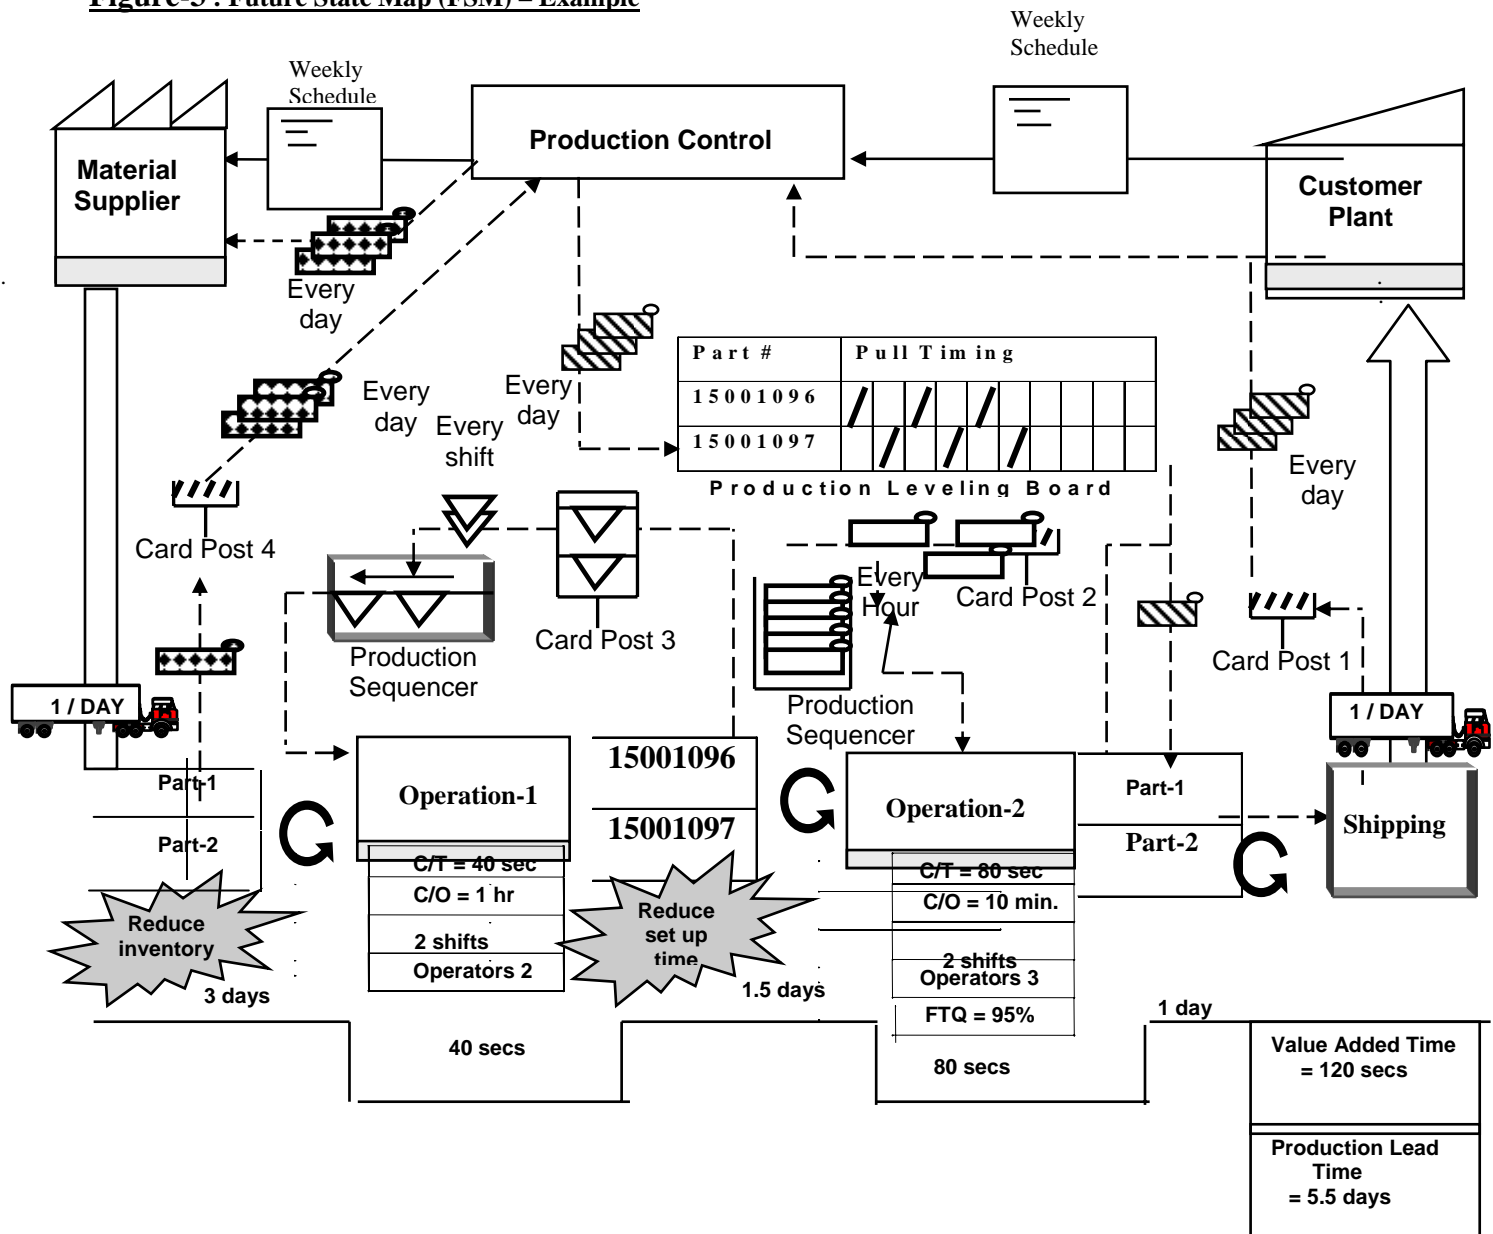 Figure-3 : Future State Map (FSM) – Example
Weekly
Schedule
Weekly
Schedule
Production Control
Material
Supplier
Customer
Plant
Every
day
Every
day
Every
shift
Every
day
Part # Pull Timing
15001096
15001097
Production Leveling Board
Every
day
Card Post 4
Every
Hour
Card Post 2
Card Post 3
Card Post 1
Production
Sequencer
Production
Sequencer
1 / DAY
1 / DAY
Part-1
Part-2
Operation-1
15001096
15001097
Operation-2
Part-1
Part-2
Shipping
C/T = 40 sec
C/O = 1 hr
2 shifts
Operators 2
C/T = 80 sec
C/O = 10 min.
2 shifts
Operators 3
FTQ = 95%
Reduce
inventory
Reduce
set up
time
3 days
1.5 days
1 day
40 secs
80 secs
Value Added Time
= 120 secs
Production Lead
Time
= 5.5 days